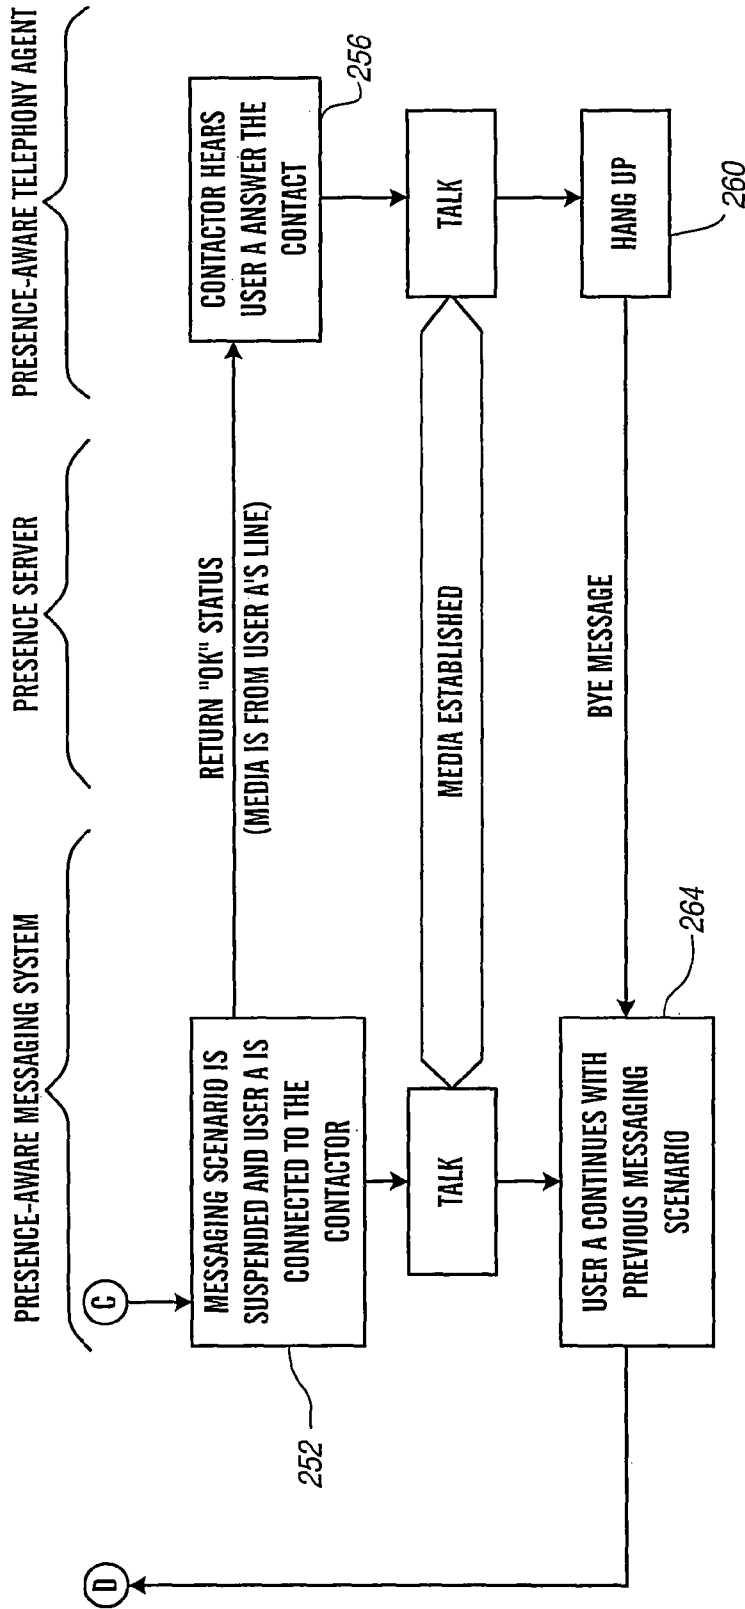 PRESENCE-AWARE MESSAGING SYSTEM
PRESENCE SERVER
PRESENCE-AWARE TELEPHONY AGENT
D
C
MESSAGING SCENARIO IS
SUSPENDED AND USER A IS
CONNECTED TO THE
CONTACTOR
252
RETURN "OK" STATUS
(MEDIA IS FROM USER A'S LINE)
CONTACTOR HEARS
USER A ANSWER THE
CONTACT
256
TALK
MEDIA ESTABLISHED
TALK
USER A CONTINUES WITH
PREVIOUS MESSAGING
SCENARIO
264
BYE MESSAGE
HANG UP
260